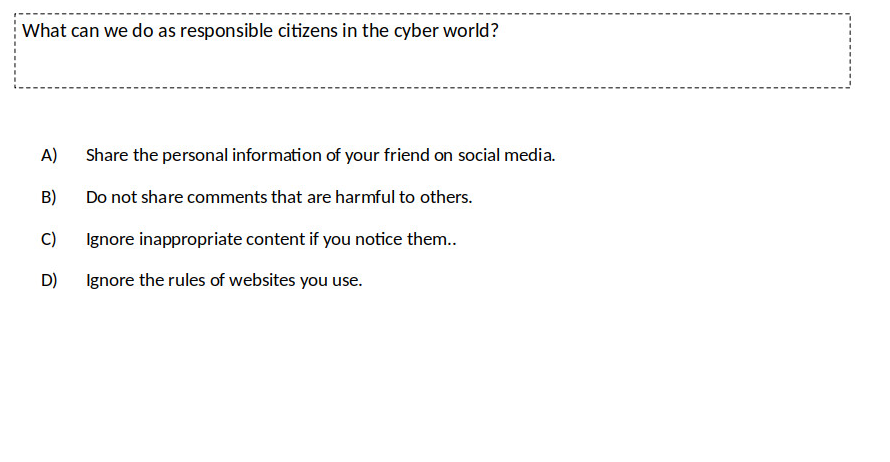 What can we do as responsible citizens in the cyber world?
A) Share the personal information of your friend on social media.
B) Do not share comments that are harmful to others.
C) Ignore inappropriate content if you notice them..
D) Ignore the rules of websites you use.